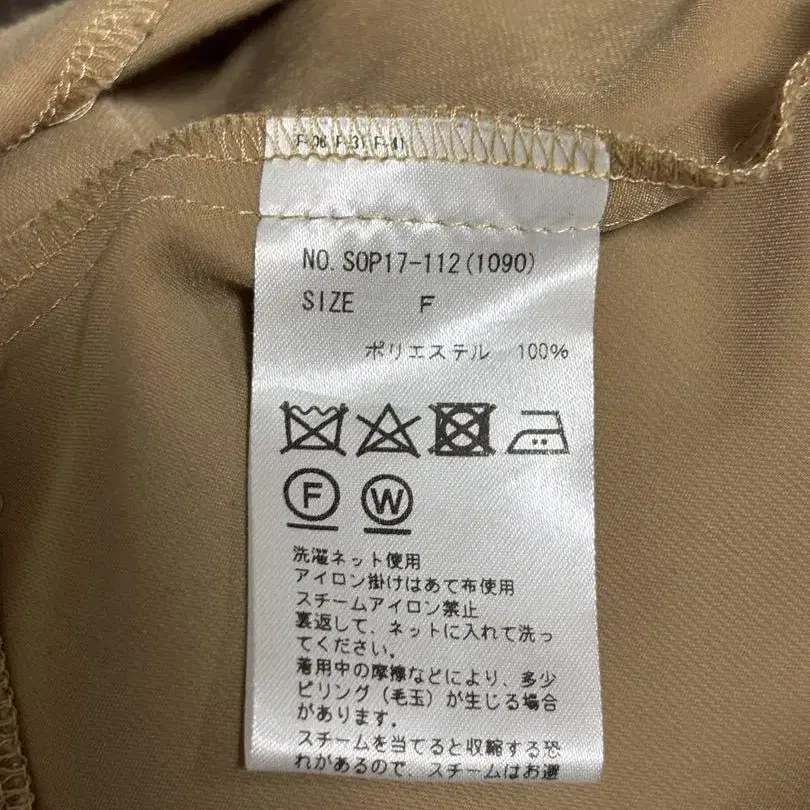 F-06 F-31 F-41
NO. SOP17-112(1090)
SIZE F
ポリエステル 100%
F W
洗濯ネット使用
アイロン掛けはあて布使用
スチームアイロン禁止
裏返して、ネットに入れて洗っ
てください。
着用中の摩擦などにより、多少
ピリング（毛玉）が生じる場合
があります。
スチームを当てると収縮する恐
れがあるので、スチームはお避